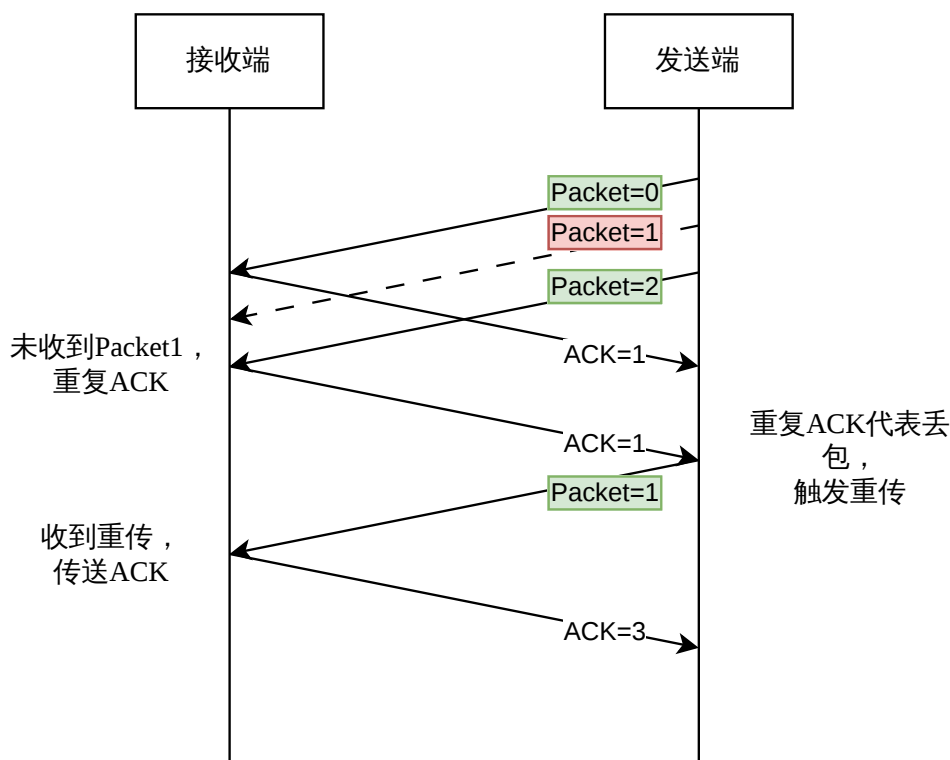 接收端
发送端
Packet=0
Packet=1
Packet=2
未收到Packet1，
重复ACK
ACK=1
重复ACK代表丢
包，
触发重传
ACK=1
Packet=1
收到重传，
传送ACK
ACK=3